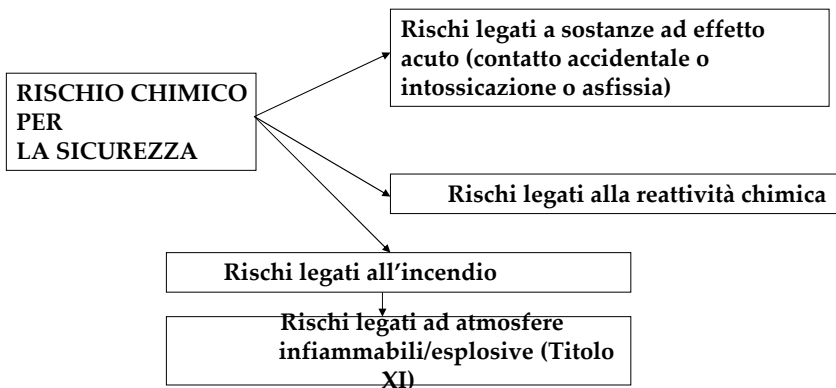 Rischi legati a sostanze ad effetto
acuto (contatto accidentale o
intossicazione o asfissia)
RISCHIO CHIMICO
PER
LA SICUREZZA
Rischi legati alla reattività chimica
Rischi legati all'incendio
Rischi legati ad atmosfere
infiammabili/esplosive (Titolo
XI)